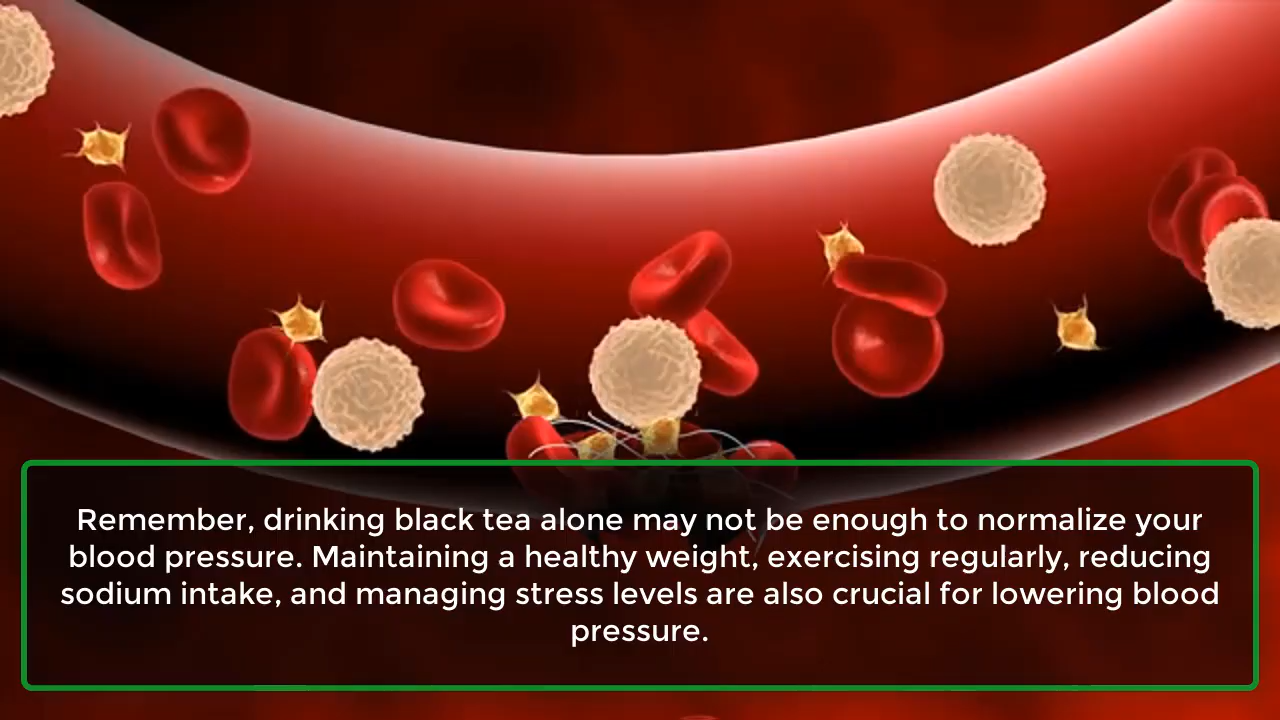 Remember, drinking black tea alone may not be enough to normalize your
blood pressure. Maintaining a healthy weight, exercising regularly, reducing
sodium intake, and managing stress levels are also crucial for lowering blood
pressure.